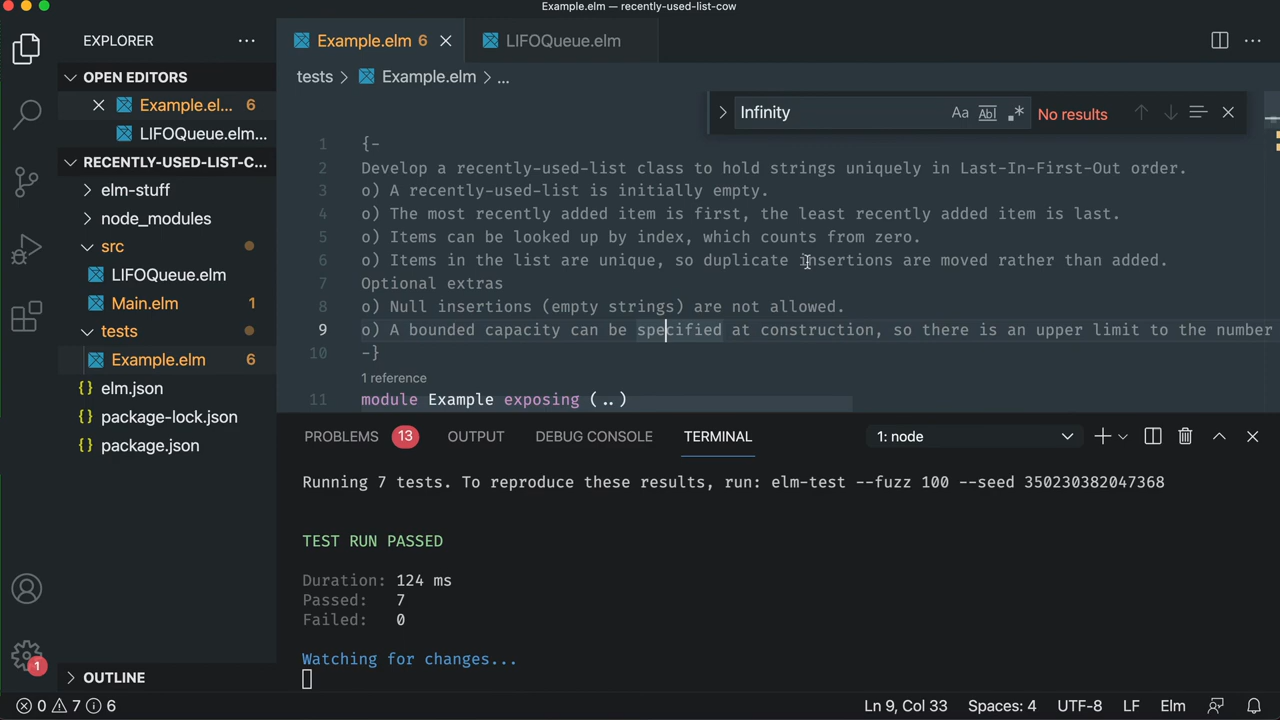 Example.elm — recently-used-list-cow
EXPLORER
Example.elm 6
LIFOQueue.elm
OPEN EDITORS
tests > Example.elm > ...
Example.el... 6
Infinity
Aa
Abl
No results
LIFOQueue.elm...
RECENTLY-USED-LIST-C...
elm-stuff
node_modules
src
LIFOQueue.elm
Main.elm 1
tests
Example.elm 6
{} elm.json
{} package-lock.json
{} package.json
OUTLINE
1
1 {-
2 Develop a recently-used-list class to hold strings uniquely in Last-In-First-Out order.
3 o) A recently-used-list is initially empty.
4 o) The most recently added item is first, the least recently added item is last.
5 o) Items can be looked up by index, which counts from zero.
6 o) Items in the list are unique, so duplicate insertions are moved rather than added.
7 Optional extras
8 o) Null insertions (empty strings) are not allowed.
9 o) A bounded capacity can be specified at construction, so there is an upper limit to the number
10 -}
1 reference
11 module Example exposing (..)
PROBLEMS 13 OUTPUT DEBUG CONSOLE TERMINAL 1: node
Running 7 tests. To reproduce these results, run: elm-test --fuzz 100 --seed 350230382047368
TEST RUN PASSED
Duration: 124 ms
Passed: 7
Failed: 0
Watching for changes...
0 7 6 Ln 9, Col 33 Spaces: 4 UTF-8 LF Elm